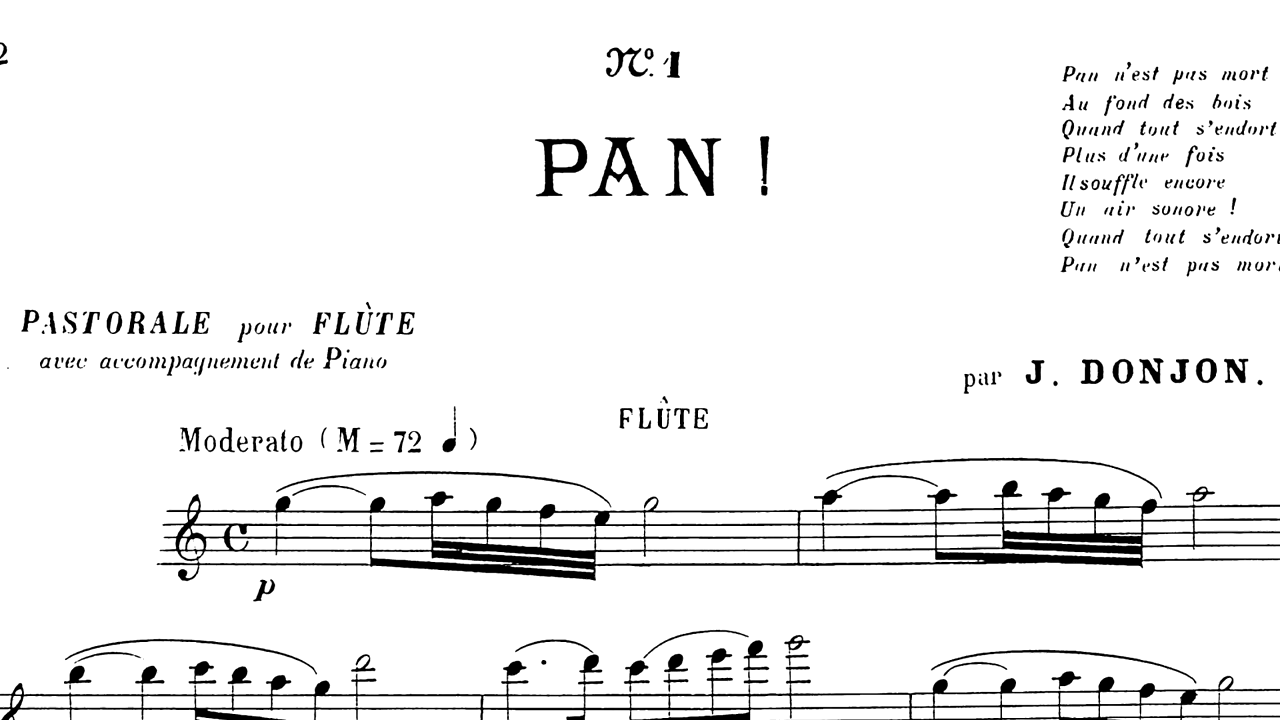 2
Nº. 1
PAN !
Pan n'est pas mort
Au fond des bois
Quand tout s'endort
Plus d'une fois
Il souffle encore
Un air sonore !
Quand tout s'endort
Pan n'est pas mort
PASTORALE pour FLÙTE
avec accompagnement de Piano
par J. DONJON.
FLÛTE
Moderato ( M = 72 ♩ )
p